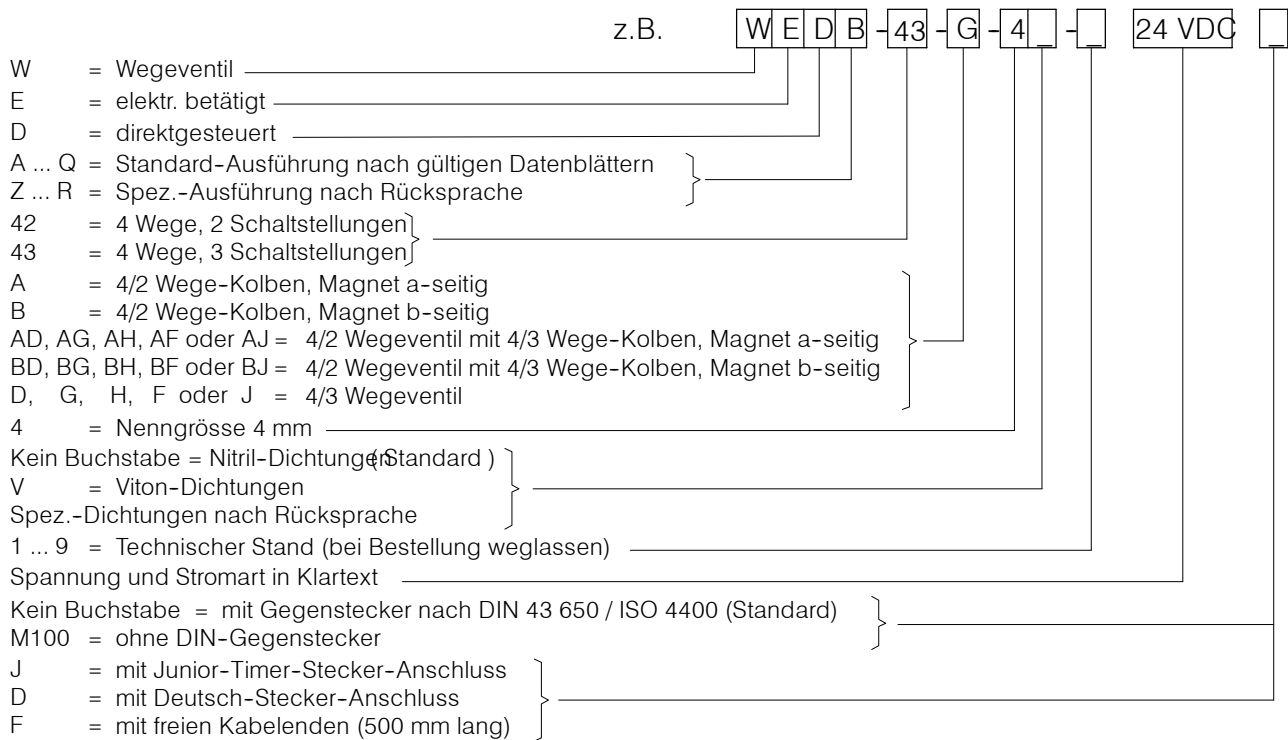 z.B. W E D B - 43 - G - 4 _ - _ 24 VDC _
W = Wegeventil
E = elektr. betätigt
D = direktgesteuert
A ... Q = Standard-Ausführung nach gültigen Datenblättern
Z ... R = Spez.-Ausführung nach Rücksprache
42 = 4 Wege, 2 Schaltstellungen
43 = 4 Wege, 3 Schaltstellungen
A = 4/2 Wege-Kolben, Magnet a-seitig
B = 4/2 Wege-Kolben, Magnet b-seitig
AD, AG, AH, AF oder AJ = 4/2 Wegeventil mit 4/3 Wege-Kolben, Magnet a-seitig
BD, BG, BH, BF oder BJ = 4/2 Wegeventil mit 4/3 Wege-Kolben, Magnet b-seitig
D, G, H, F oder J = 4/3 Wegeventil
4 = Nenngrösse 4 mm
Kein Buchstabe = Nitril-Dichtungen (Standard )
V = Viton-Dichtungen
Spez.-Dichtungen nach Rücksprache
1 ... 9 = Technischer Stand (bei Bestellung weglassen)
Spannung und Stromart in Klartext
Kein Buchstabe = mit Gegenstecker nach DIN 43 650 / ISO 4400 (Standard)
M100 = ohne DIN-Gegenstecker
J = mit Junior-Timer-Stecker-Anschluss
D = mit Deutsch-Stecker-Anschluss
F = mit freien Kabelenden (500 mm lang)